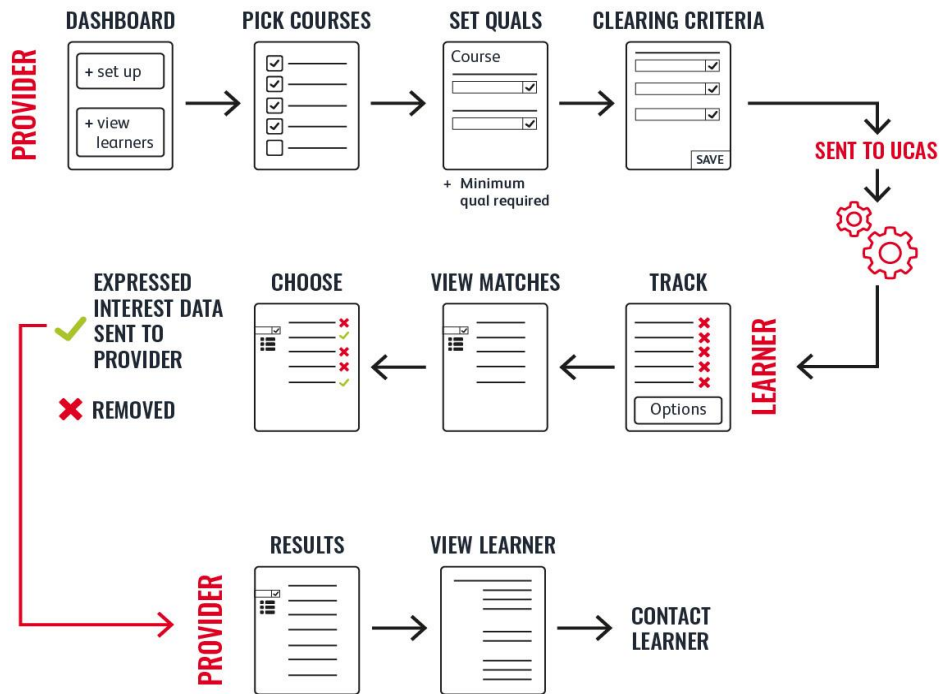 DASHBOARD
PICK COURSES
SET QUALS
CLEARING CRITERIA
PROVIDER
+ set up
+ view
learners
Course
SAVE
+ Minimum
qual required
SENT TO UCAS
EXPRESSED
INTEREST DATA
SENT TO
PROVIDER
REMOVED
CHOOSE
VIEW MATCHES
TRACK
Options
LEARNER
PROVIDER
RESULTS
VIEW LEARNER
CONTACT
LEARNER